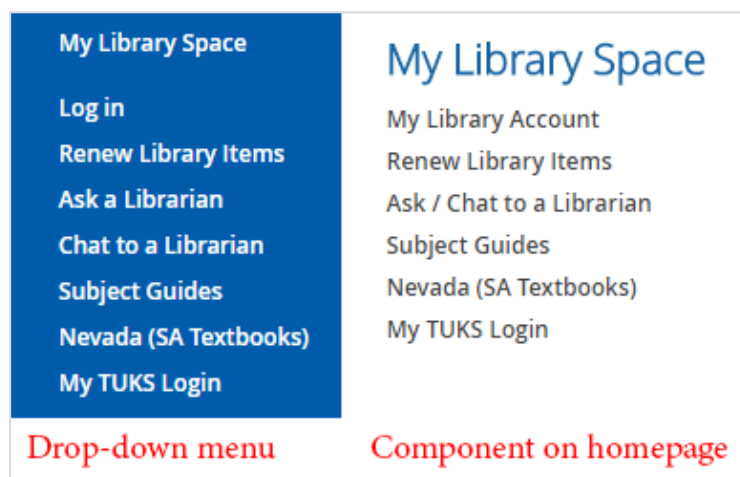 My Library Space
Log in
Renew Library Items
Ask a Librarian
Chat to a Librarian
Subject Guides
Nevada (SA Textbooks)
My TUKS Login
Drop-down menu
My Library Space
My Library Account
Renew Library Items
Ask / Chat to a Librarian
Subject Guides
Nevada (SA Textbooks)
My TUKS Login
Component on homepage